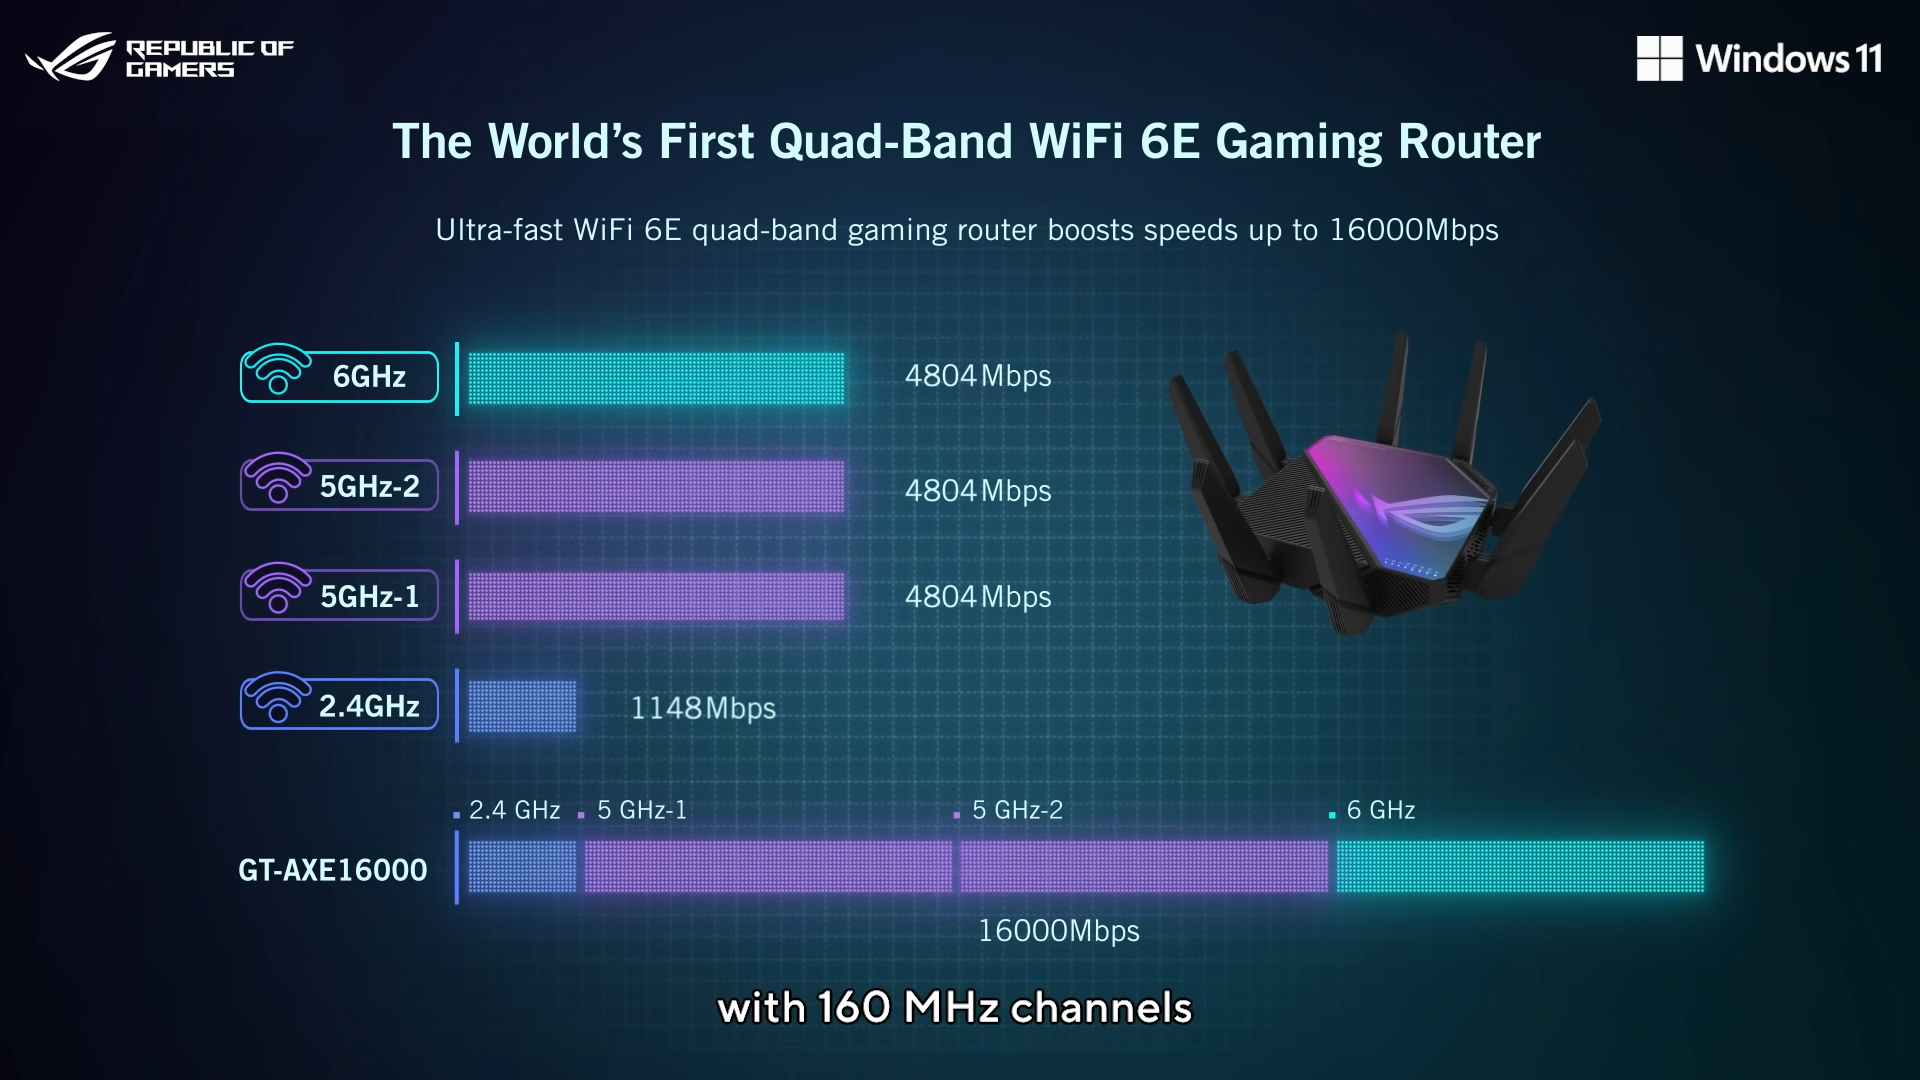 REPUBLIC OF
GAMERS
Windows 11
The World's First Quad-Band WiFi 6E Gaming Router
Ultra-fast WiFi 6E quad-band gaming router boosts speeds up to 16000Mbps
6GHz 4804Mbps
5GHz-2 4804Mbps
5GHz-1 4804Mbps
2.4GHz 1148Mbps
2.4 GHz 5 GHz-1 5 GHz-2 6 GHz
GT-AXE16000
16000Mbps
with 160 MHz channels